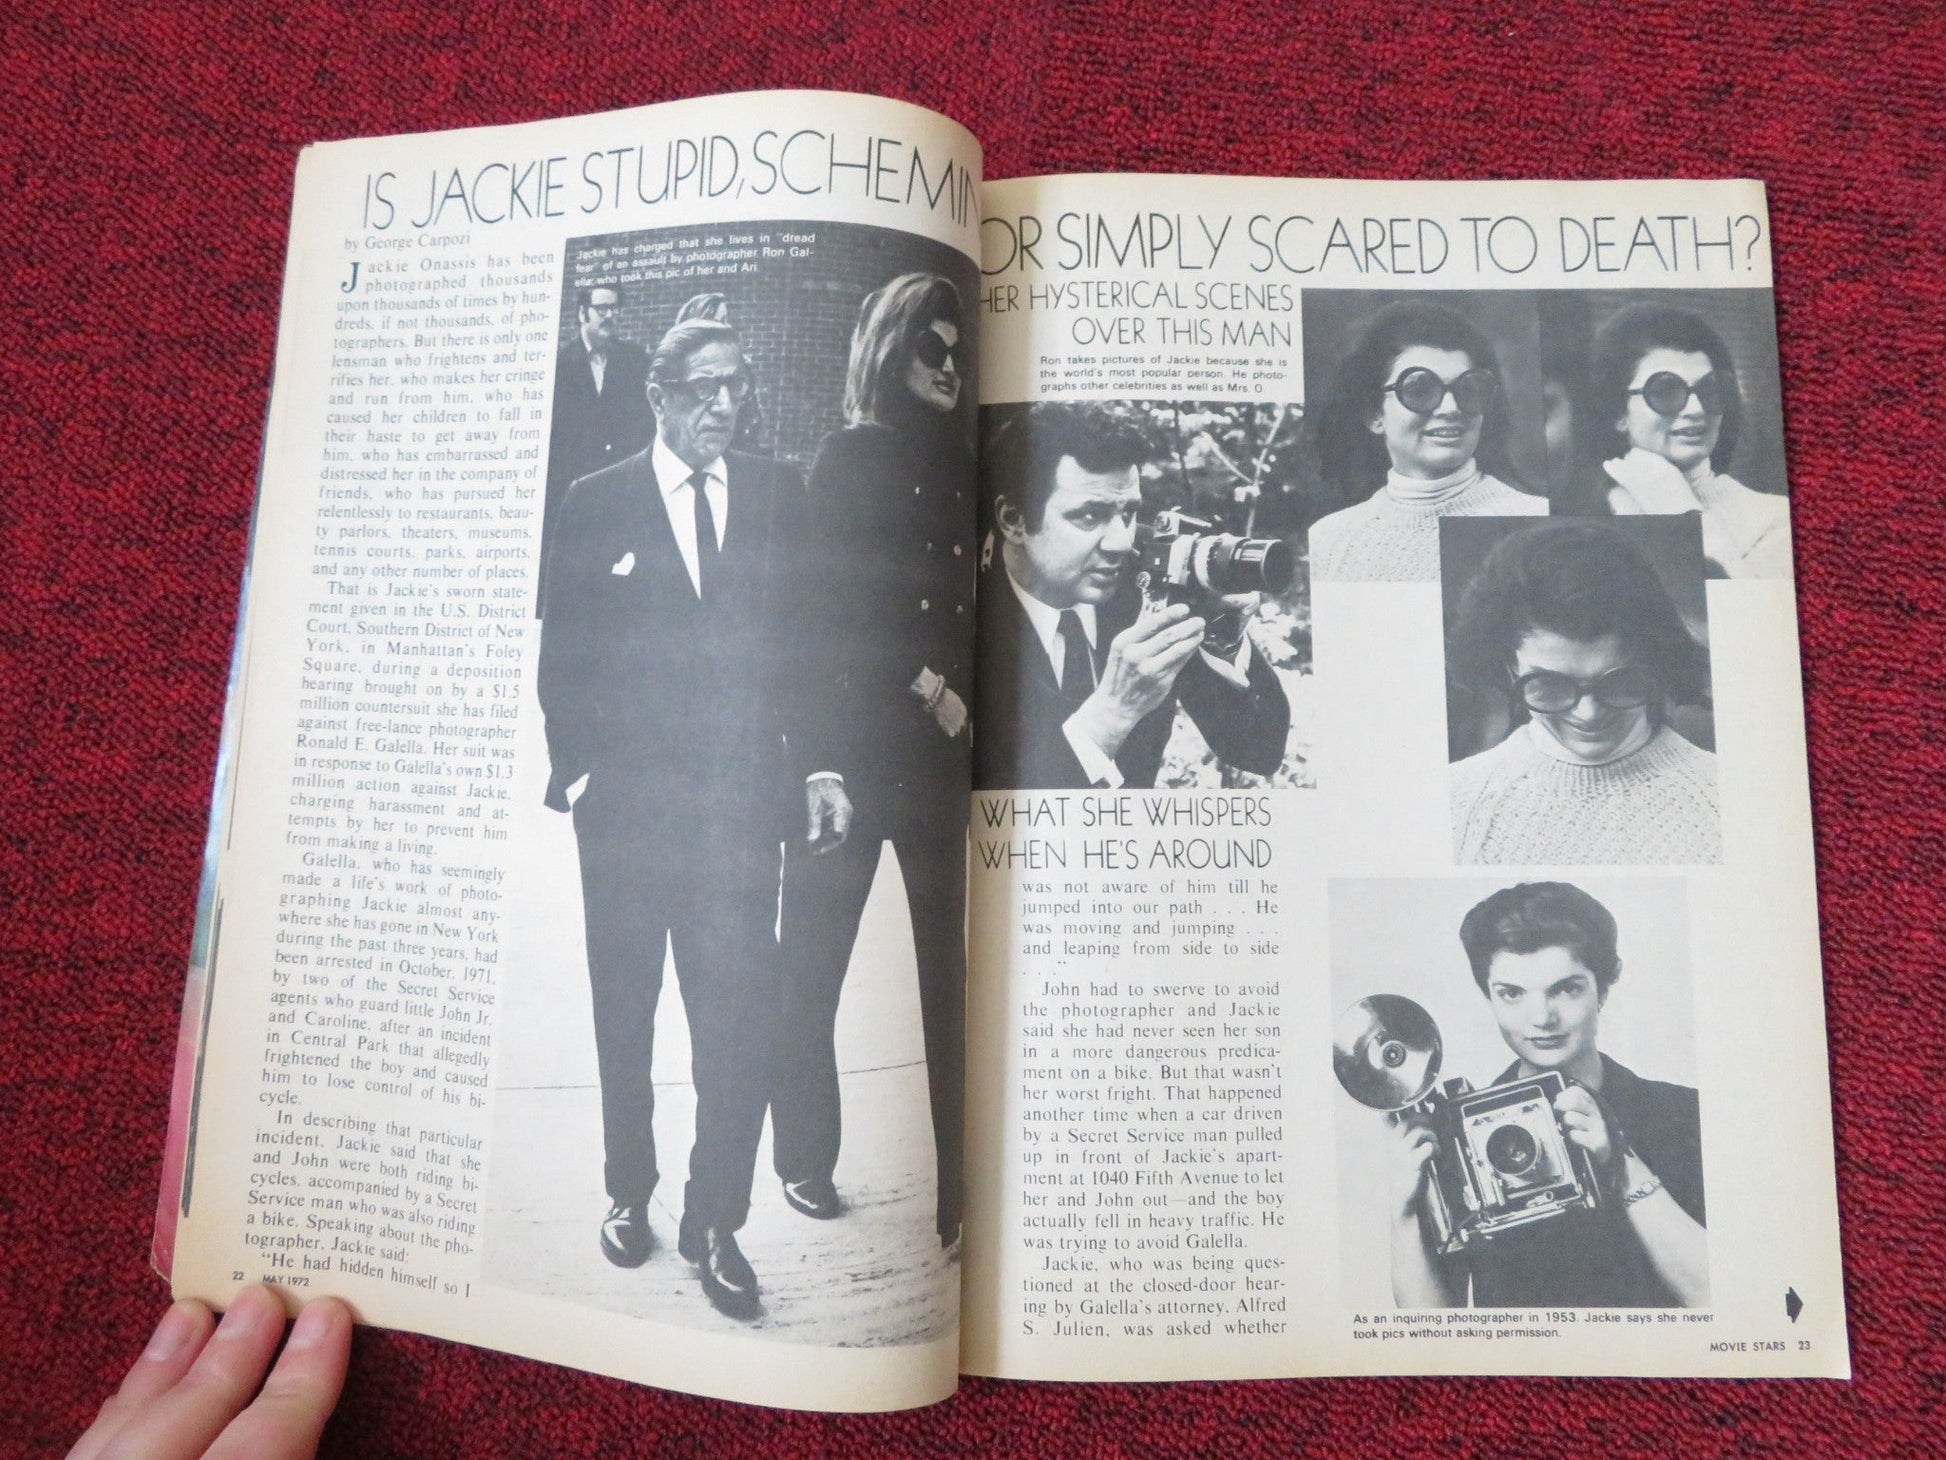 IS JACKIE STUPID, SCHEMIN
by George Carpozi
Jackie Onassis has been
photographed thousands
upon thousands of times by hun-
dreds, if not thousands, of pho-
tographers. But there is only one
lensman who frightens and ter-
rifies her, who makes her cringe
and run from him, who has
caused her children to fall in
their haste to get away from
him, who has embarrassed and
distressed her in the company of
friends, who has pursued her
relentlessly to restaurants, beau-
ty parlors, theaters, museums,
tennis courts, parks, airports,
and any other number of places.
That is Jackie's sworn state-
ment given in the U.S. District
Court, Southern District of New
York, in Manhattan's Foley
Square, during a deposition
hearing brought on by a $1.5
million countersuit she has filed
against free-lance photographer
Ronald E. Galella. Her suit was
in response to Galella's own $1.3
million action against Jackie,
charging harassment and at-
tempts by her to prevent him
from making a living.
Galella, who has seemingly
made a life's work of photo-
graphing Jackie almost any-
where she has gone in New York
during the past three years, had
been arrested in October, 1971,
by two of the Secret Service
agents who guard little John Jr.
and Caroline, after an incident
in Central Park that allegedly
frightened the boy and caused
him to lose control of his bi-
cycle.
In describing that particular
incident, Jackie said that she
and John were both riding bi-
cycles, accompanied by a Secret
Service man who was also riding
a bike. Speaking about the pho-
tographer, Jackie said:
"He had hidden himself so I
22 MAY 1972
Jackie has charged that she lives in "dread
fear" of an assault by photographer Ron Gal-
ella who took this pic of her and Ari.
OR SIMPLY SCARED TO DEATH?
HER HYSTERICAL SCENES
OVER THIS MAN
Ron takes pictures of Jackie because she is
the world's most popular person. He photo-
graphs other celebrities as well as Mrs. O
WHAT SHE WHISPERS
WHEN HE'S AROUND
was not aware of him till he
jumped into our path . . . He
was moving and jumping . . .
and leaping from side to side
. . ."
John had to swerve to avoid
the photographer and Jackie
said she had never seen her son
in a more dangerous predica-
ment on a bike. But that wasn't
her worst fright. That happened
another time when a car driven
by a Secret Service man pulled
up in front of Jackie's apart-
ment at 1040 Fifth Avenue to let
her and John out—and the boy
actually fell in heavy traffic. He
was trying to avoid Galella.
Jackie, who was being ques-
tioned at the closed-door hear-
ing by Galella's attorney, Alfred
S. Julien, was asked whether
As an inquiring photographer in 1953. Jackie says she never
took pics without asking permission.
MOVIE STARS 23